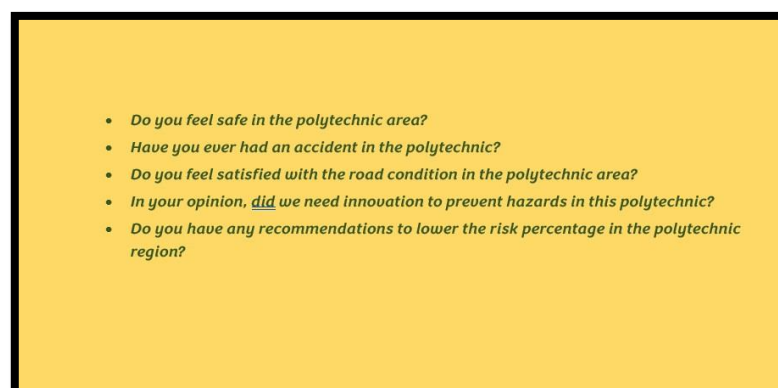 • Do you feel safe in the polytechnic area?
• Have you ever had an accident in the polytechnic?
• Do you feel satisfied with the road condition in the polytechnic area?
• In your opinion, did we need innovation to prevent hazards in this polytechnic?
• Do you have any recommendations to lower the risk percentage in the polytechnic
region?